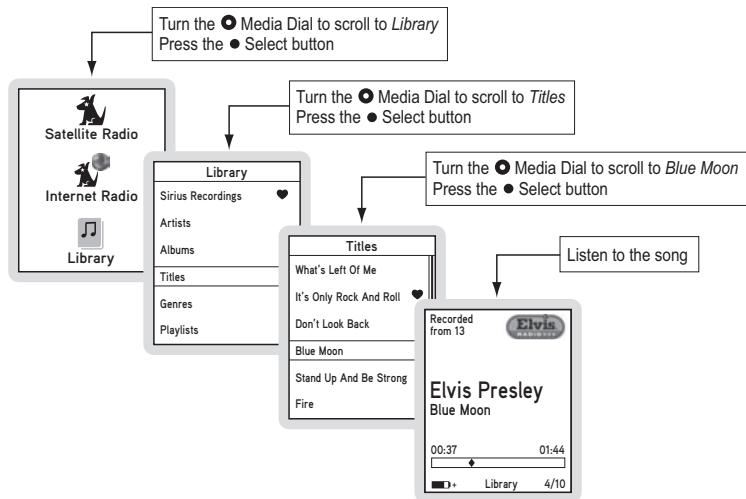 Turn the Media Dial to scroll to Library
Press the ● Select button
Satellite Radio
Internet Radio
Library
Turn the Media Dial to scroll to Titles
Press the ● Select button
Library
Sirius Recordings
Artists
Albums
Titles
Genres
Playlists
Turn the Media Dial to scroll to Blue Moon
Press the ● Select button
Titles
What's Left Of Me
It's Only Rock And Roll
Don't Look Back
Blue Moon
Stand Up And Be Strong
Fire
Listen to the song
Recorded
from 13
Elvis
RADIO
Elvis Presley
Blue Moon
00:37 01:44
Library 4/10